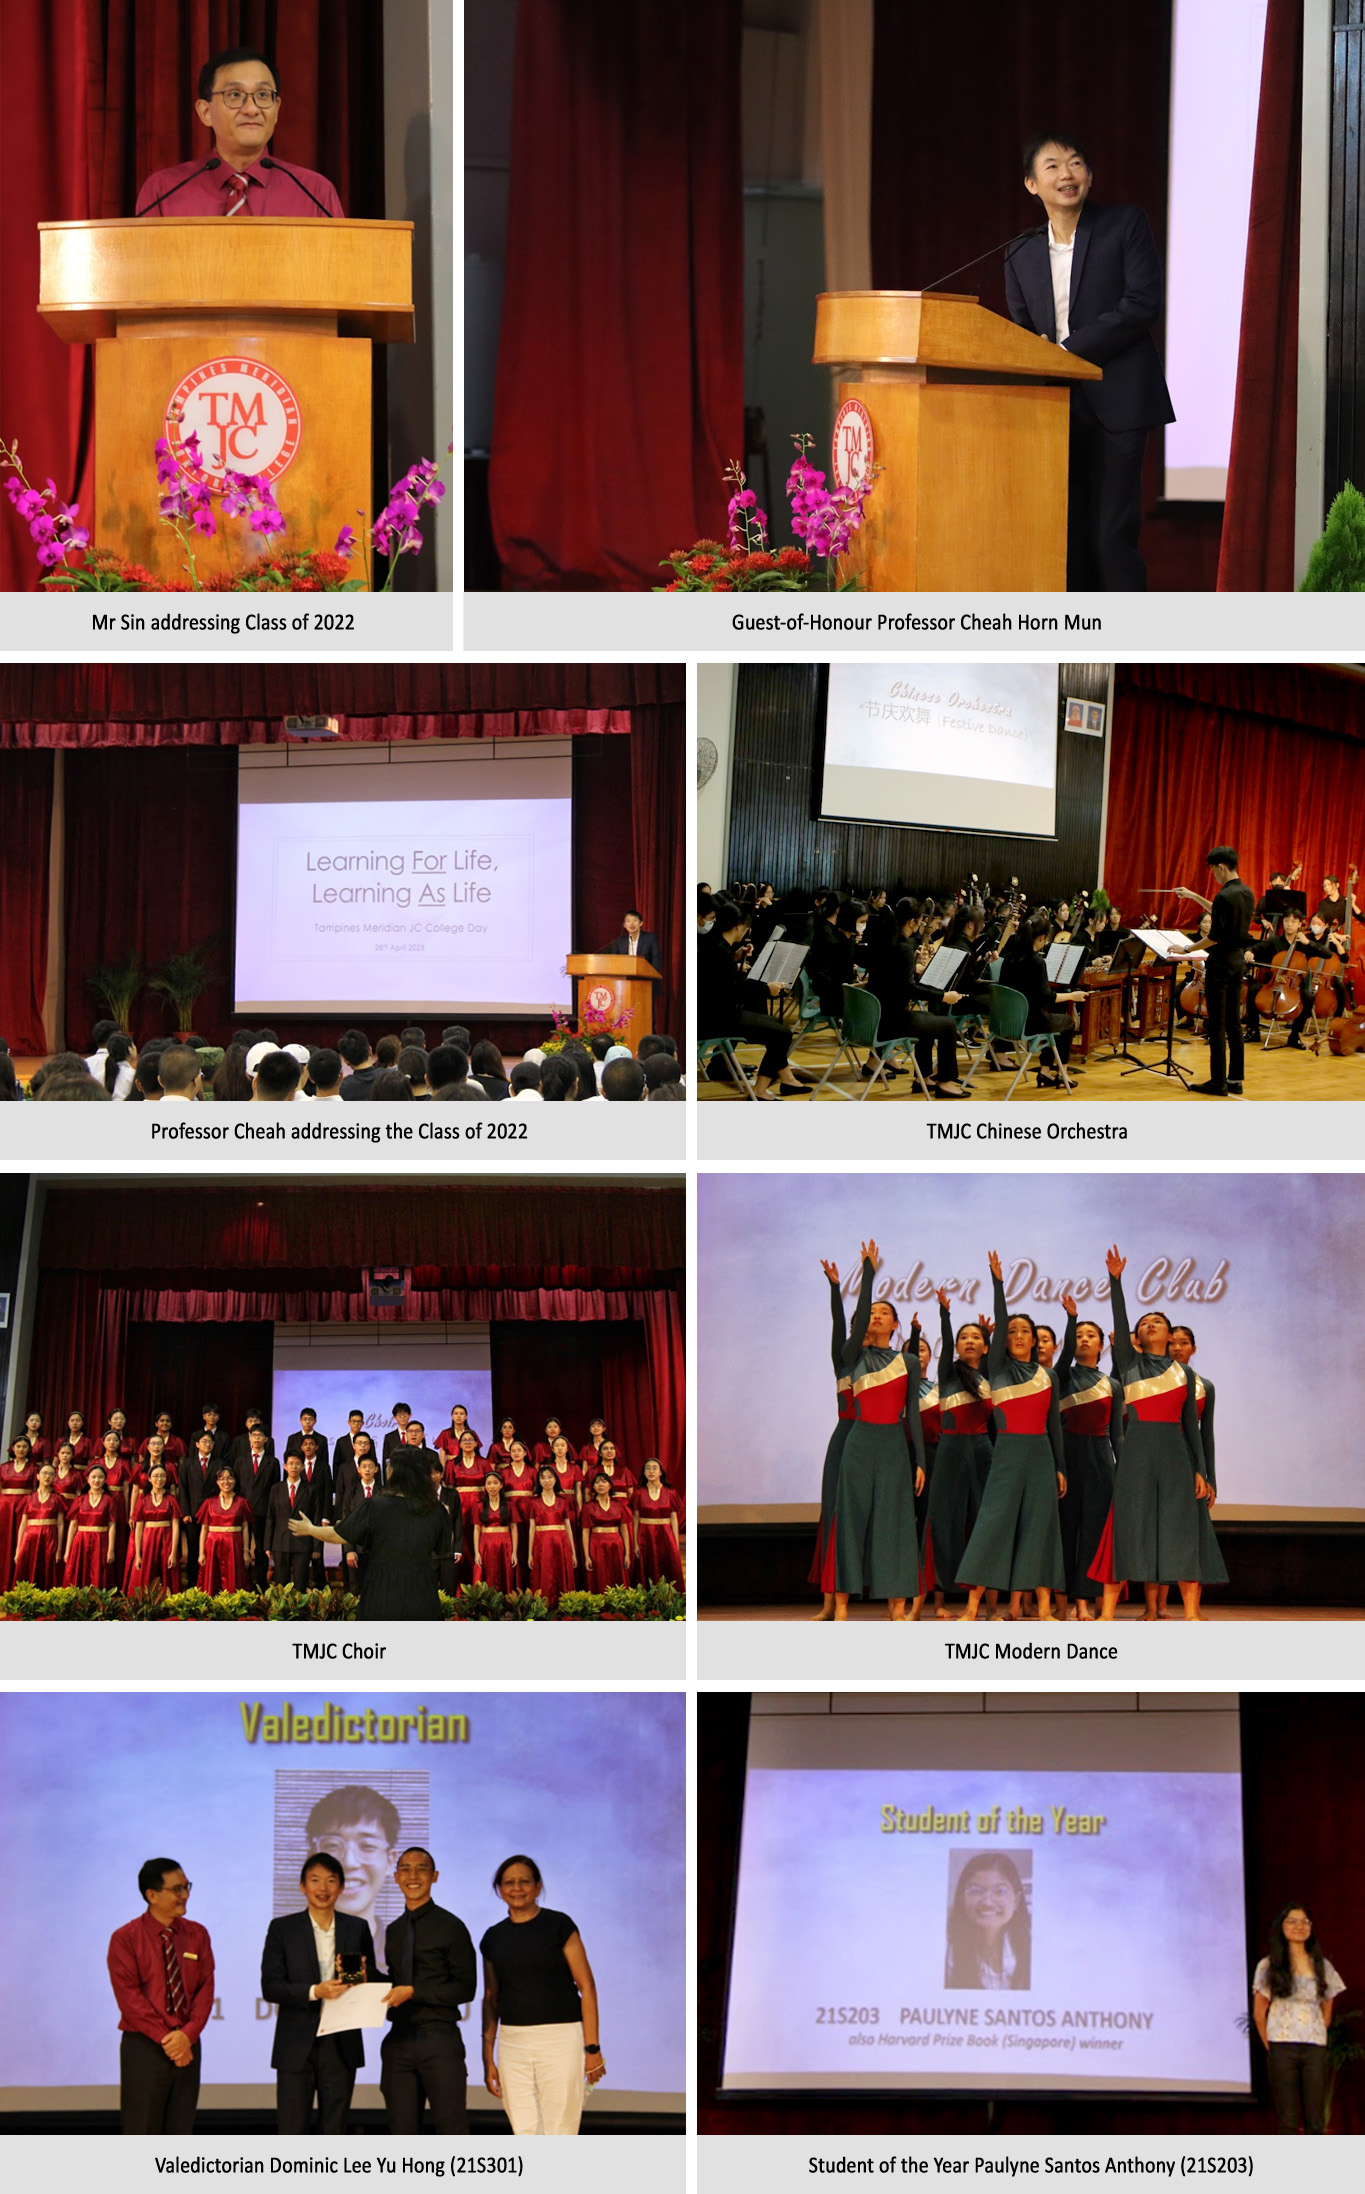 TAMPINES MERIDIAN
TM
JC
Mr Sin addressing Class of 2022
TM
JC
Guest-of-Honour Professor Cheah Horn Mun
Learning For Life,
Learning As Life
Tampines Meridian JC College Day
28th April 2023
Professor Cheah addressing the Class of 2022
Chinese Orchestra
节庆欢舞 (Festive Dance)
TMJC Chinese Orchestra
Choir
TMJC Choir
Modern Dance Club
TMJC Modern Dance
Valedictorian
Valedictorian Dominic Lee Yu Hong (21S301)
Student of the Year
21S203 PAULYNE SANTOS ANTHONY
also Harvard Prize Book (Singapore) winner
Student of the Year Paulyne Santos Anthony (21S203)